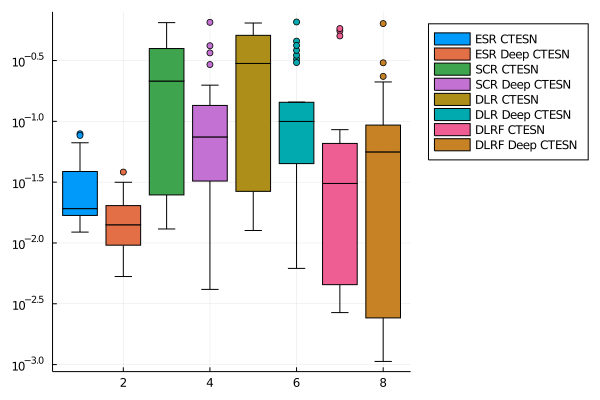 10^−0.5
10^−1.0
10^−1.5
10^−2.0
10^−2.5
10^−3.0
2
4
6
8
ESR CTESN
ESR Deep CTESN
SCR CTESN
SCR Deep CTESN
DLR CTESN
DLR Deep CTESN
DLRF CTESN
DLRF Deep CTESN